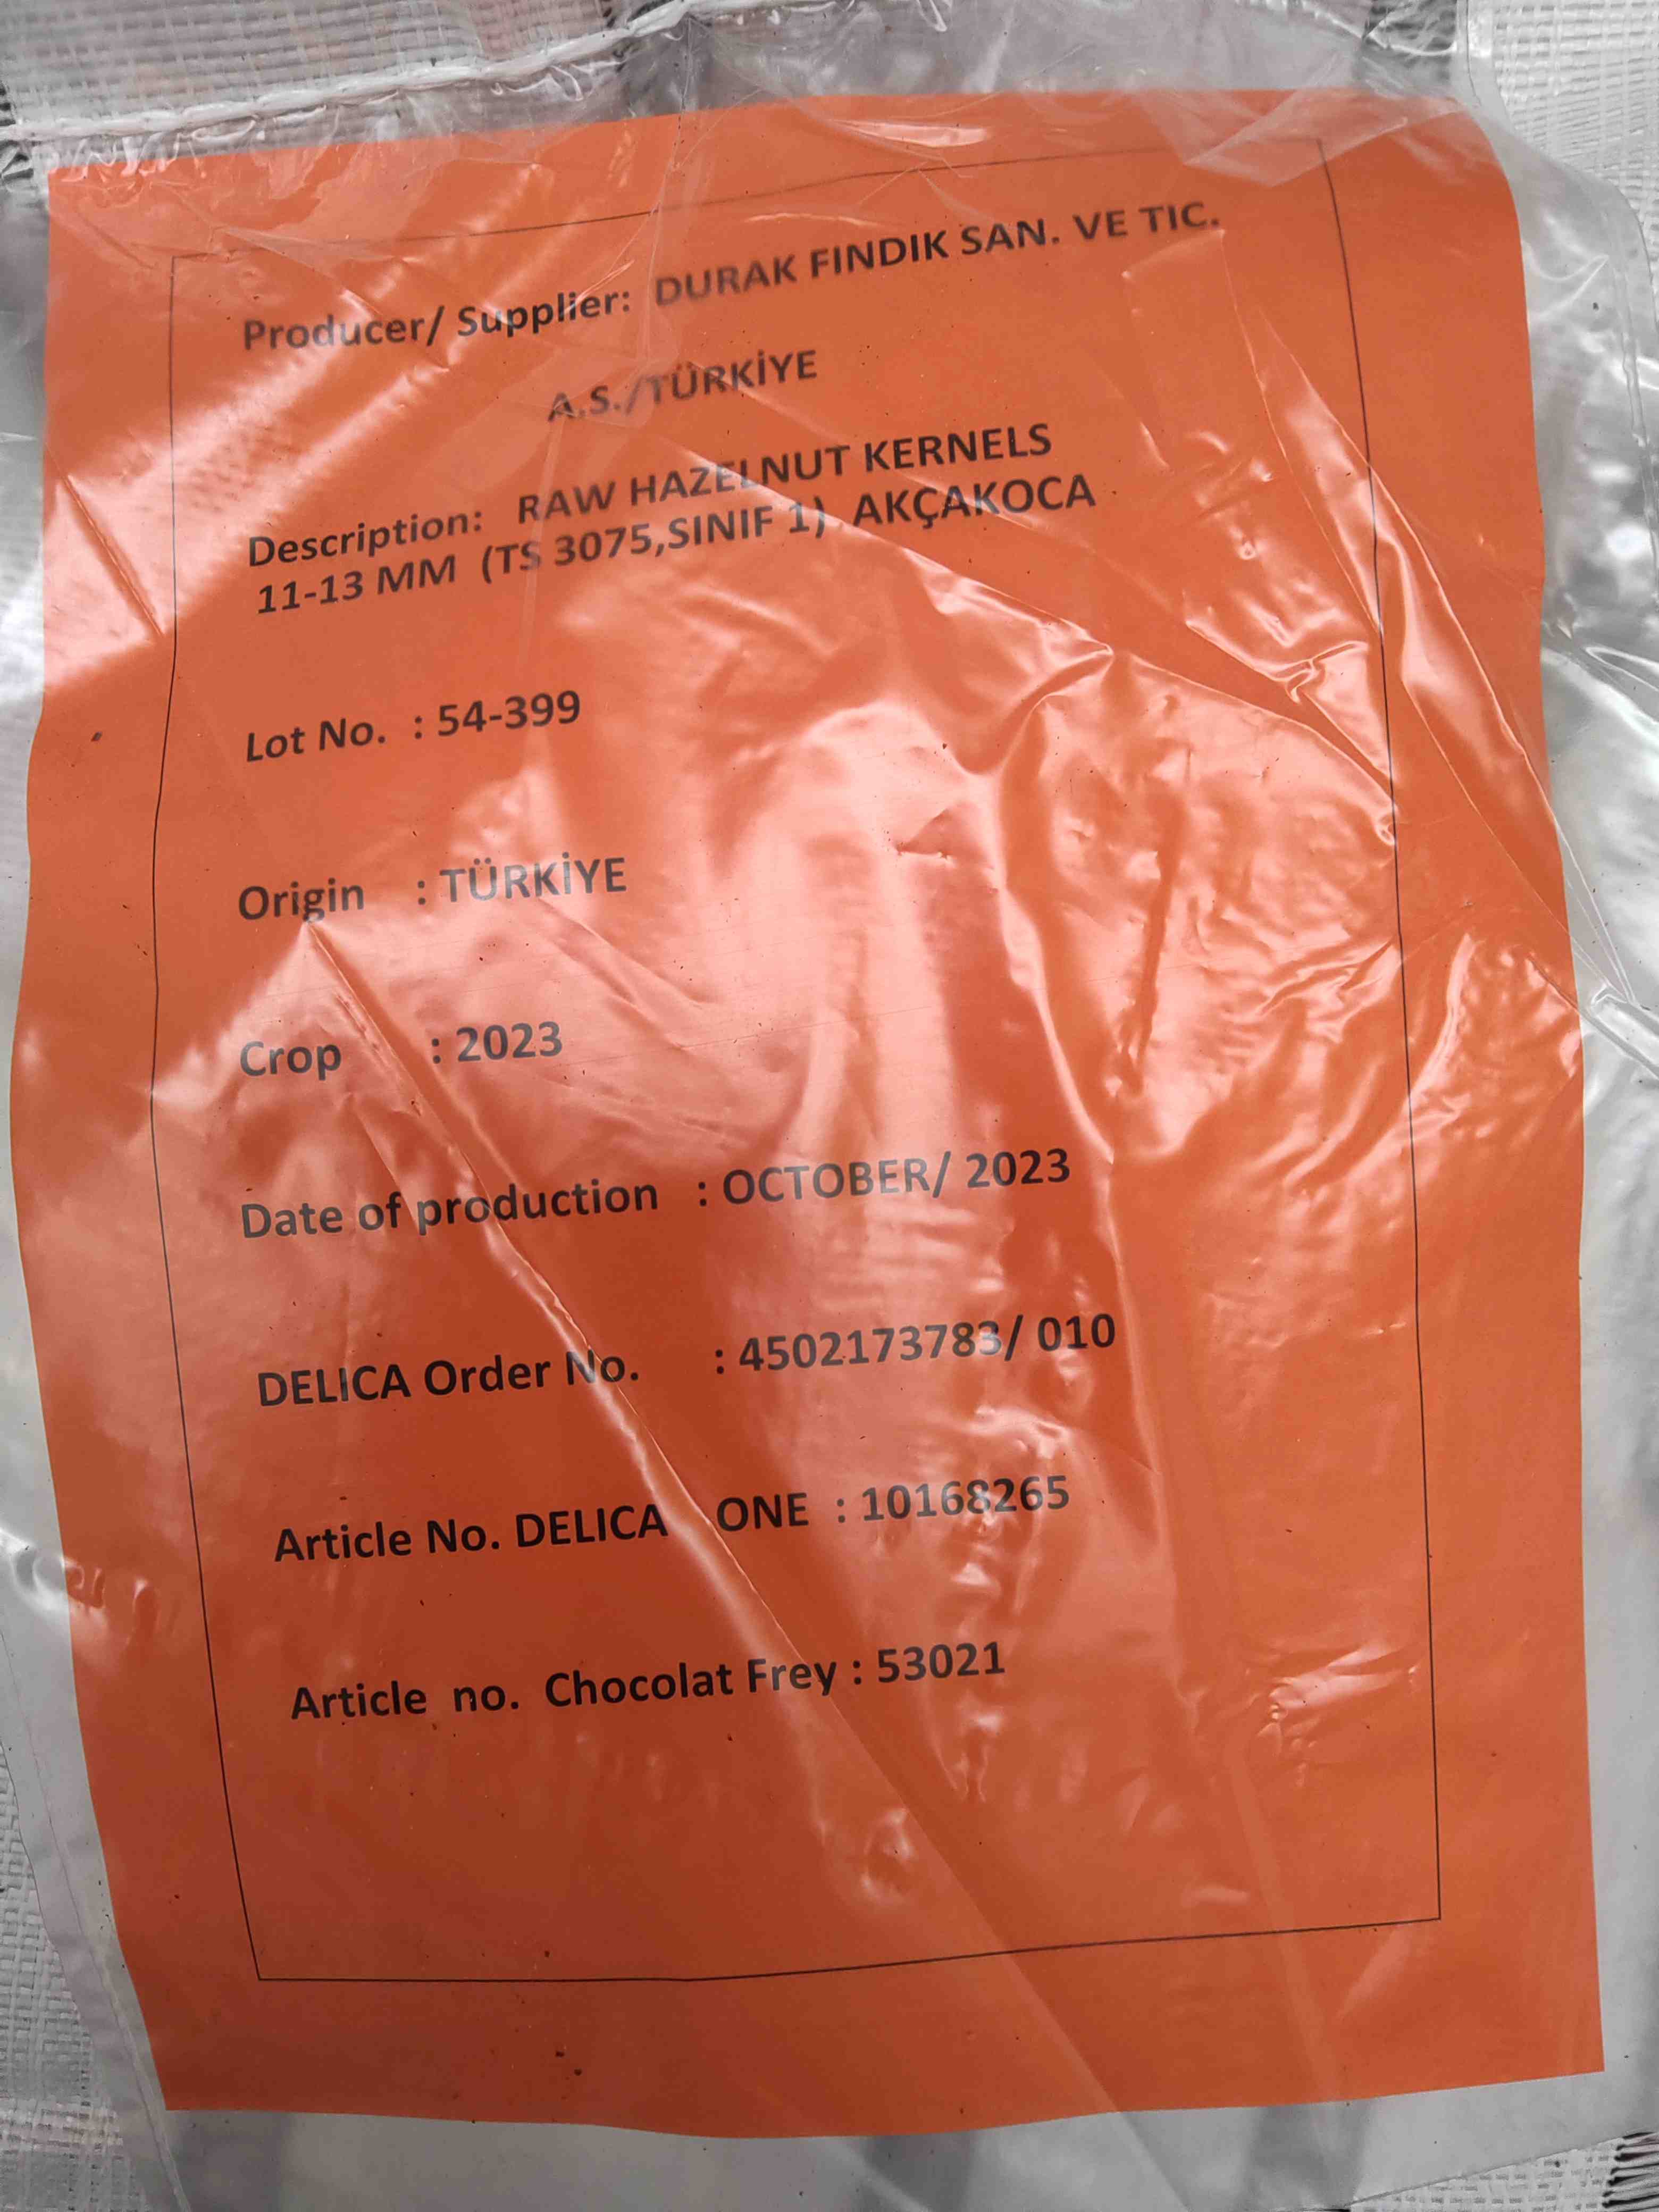 Producer/ Supplier: DURAK FINDIK SAN. VE TIC.
A.S./TÜRKİYE
Description: RAW HAZELNUT KERNELS
11-13 MM (TS 3075,SINIF 1) AKÇAKOCA
Lot No. : 54-399
Origin : TÜRKİYE
Crop : 2023
Date of production : OCTOBER/ 2023
DELICA Order No. : 4502173783/ 010
Article No. DELICA ONE : 10168265
Article no. Chocolat Frey : 53021